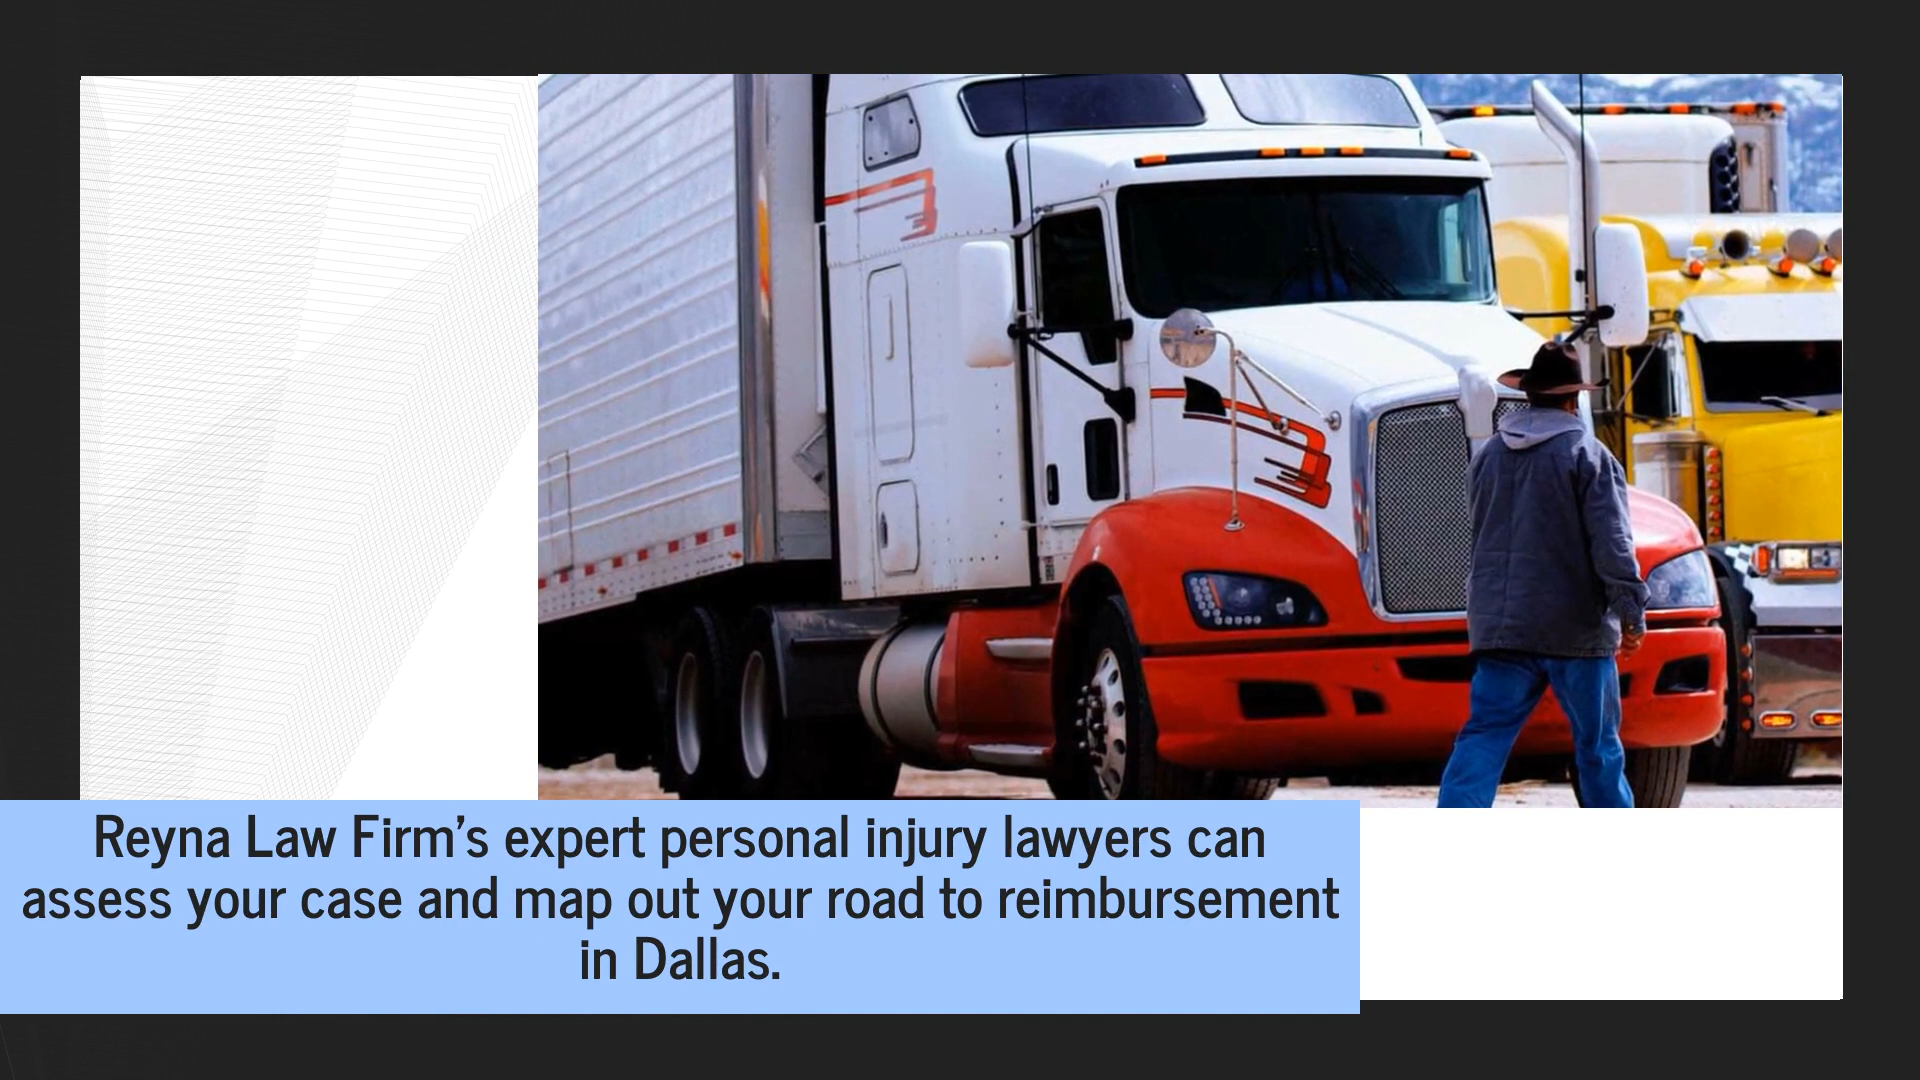 Reyna Law Firm’s expert personal injury lawyers can
assess your case and map out your road to reimbursement
in Dallas.